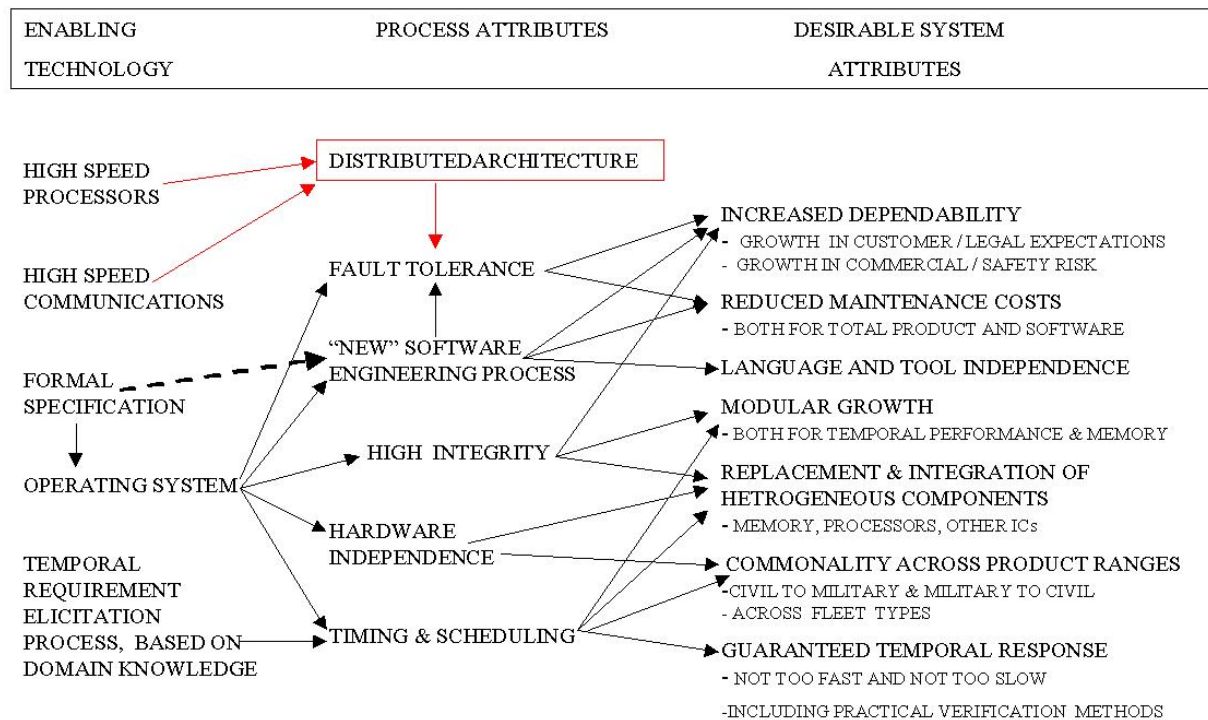 ENABLING
TECHNOLOGY
PROCESS ATTRIBUTES
DESIRABLE SYSTEM
ATTRIBUTES
HIGH SPEED
PROCESSORS
HIGH SPEED
COMMUNICATIONS
FORMAL
SPECIFICATION
OPERATING SYSTEM
TEMPORAL
REQUIREMENT
ELICITATION
PROCESS, BASED ON
DOMAIN KNOWLEDGE
DISTRIBUTEDARCHITECTURE
FAULT TOLERANCE
“NEW” SOFTWARE
ENGINEERING PROCESS
HIGH INTEGRITY
HARDWARE
INDEPENDENCE
TIMING & SCHEDULING
INCREASED DEPENDABILITY
- GROWTH IN CUSTOMER / LEGAL EXPECTATIONS
- GROWTH IN COMMERCIAL / SAFETY RISK
REDUCED MAINTENANCE COSTS
- BOTH FOR TOTAL PRODUCT AND SOFTWARE
LANGUAGE AND TOOL INDEPENDENCE
MODULAR GROWTH
- BOTH FOR TEMPORAL PERFORMANCE & MEMORY
REPLACEMENT & INTEGRATION OF
HETROGENEOUS COMPONENTS
- MEMORY, PROCESSORS, OTHER ICs
COMMONALITY ACROSS PRODUCT RANGES
-CIVIL TO MILITARY & MILITARY TO CIVIL
- ACROSS FLEET TYPES
GUARANTEED TEMPORAL RESPONSE
- NOT TOO FAST AND NOT TOO SLOW
-INCLUDING PRACTICAL VERIFICATION METHODS